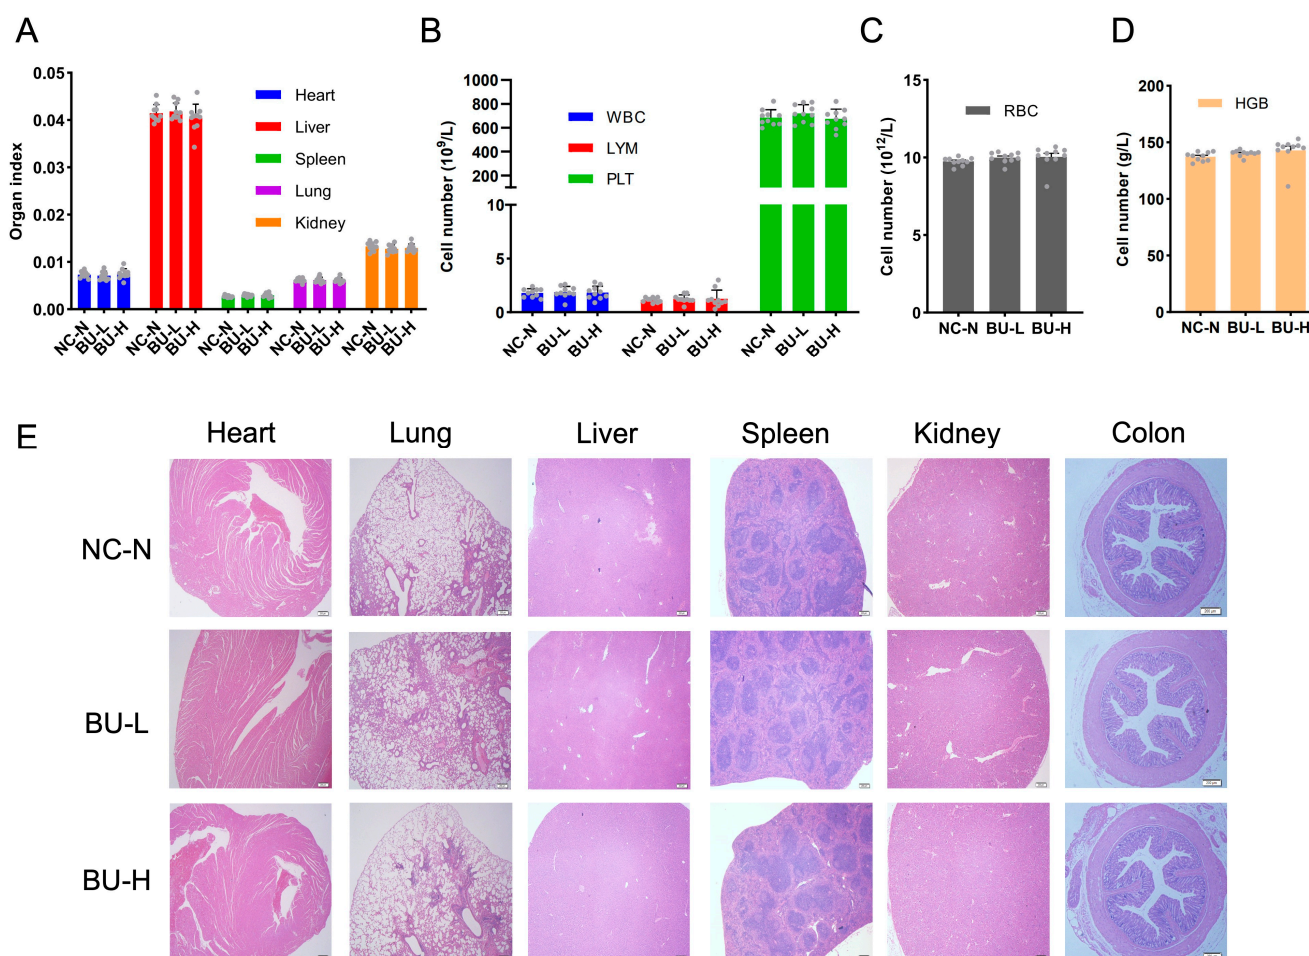 A
B
C
D
Organ index
0.05
0.04
0.03
0.02
0.01
0.00
Heart
Liver
Spleen
Lung
Kidney
NC-N
BU-L
BU-H
NC-N
BU-L
BU-H
NC-N
BU-L
BU-H
NC-N
BU-L
BU-H
NC-N
BU-L
BU-H
Cell number (10⁹/L)
1000
800
600
400
200
10
5
0
WBC
LYM
PLT
NC-N
BU-L
BU-H
NC-N
BU-L
BU-H
NC-N
BU-L
BU-H
Cell number (10¹²/L)
15
10
5
0
RBC
NC-N BU-L BU-H
Cell number (g/L)
200
150
100
50
0
HGB
NC-N BU-L BU-H
E
Heart Lung Liver Spleen Kidney Colon
NC-N
BU-L
BU-H